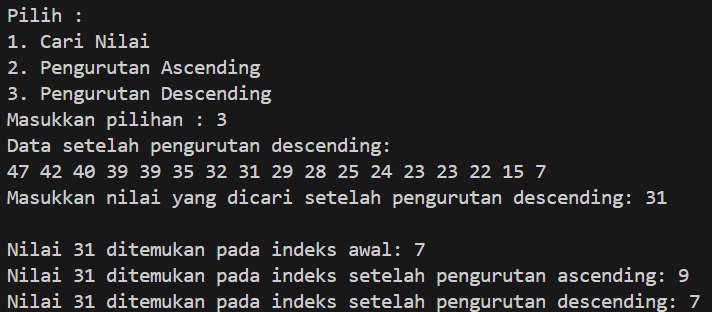 Pilih :
1. Cari Nilai
2. Pengurutan Ascending
3. Pengurutan Descending
Masukkan pilihan : 3
Data setelah pengurutan descending:
47 42 40 39 39 35 32 31 29 28 25 24 23 23 22 15 7
Masukkan nilai yang dicari setelah pengurutan descending: 31
Nilai 31 ditemukan pada indeks awal: 7
Nilai 31 ditemukan pada indeks setelah pengurutan ascending: 9
Nilai 31 ditemukan pada indeks setelah pengurutan descending: 7